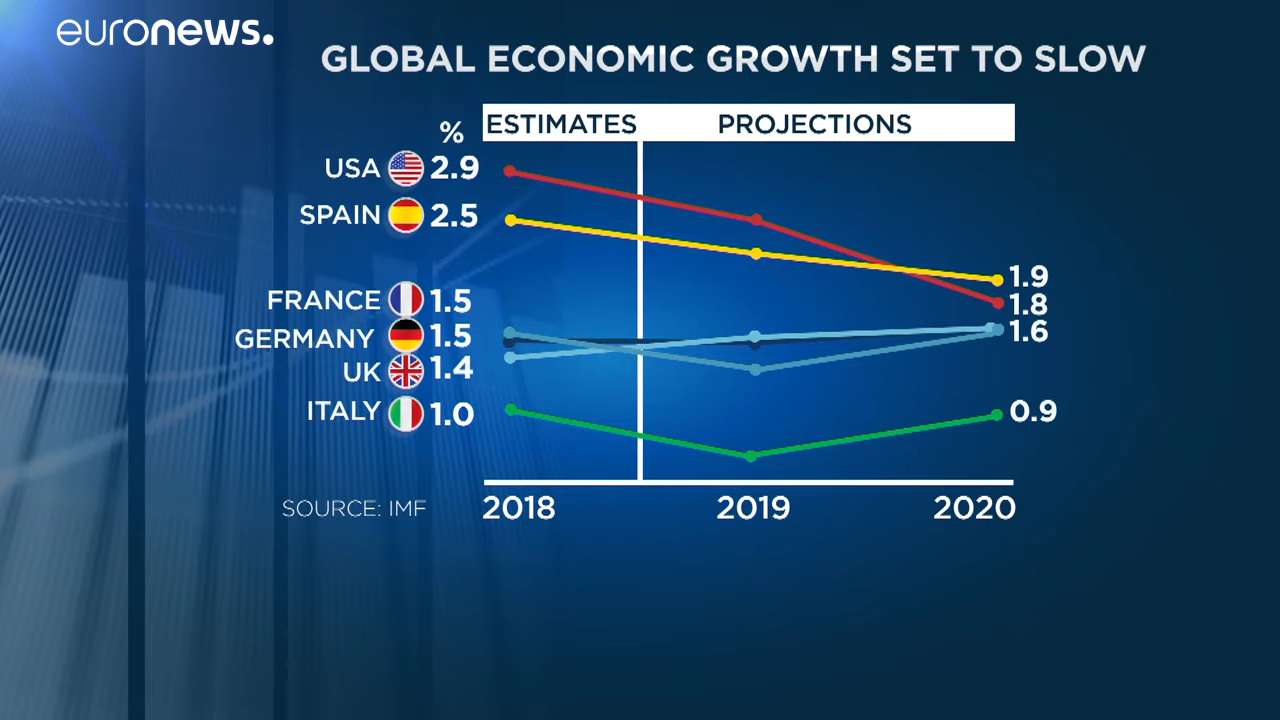 euronews.
GLOBAL ECONOMIC GROWTH SET TO SLOW
% ESTIMATES PROJECTIONS
USA 2.9
SPAIN 2.5
1.9
FRANCE 1.5 1.8
GERMANY 1.5 1.6
UK 1.4
ITALY 1.0 0.9
SOURCE: IMF 2018 2019 2020